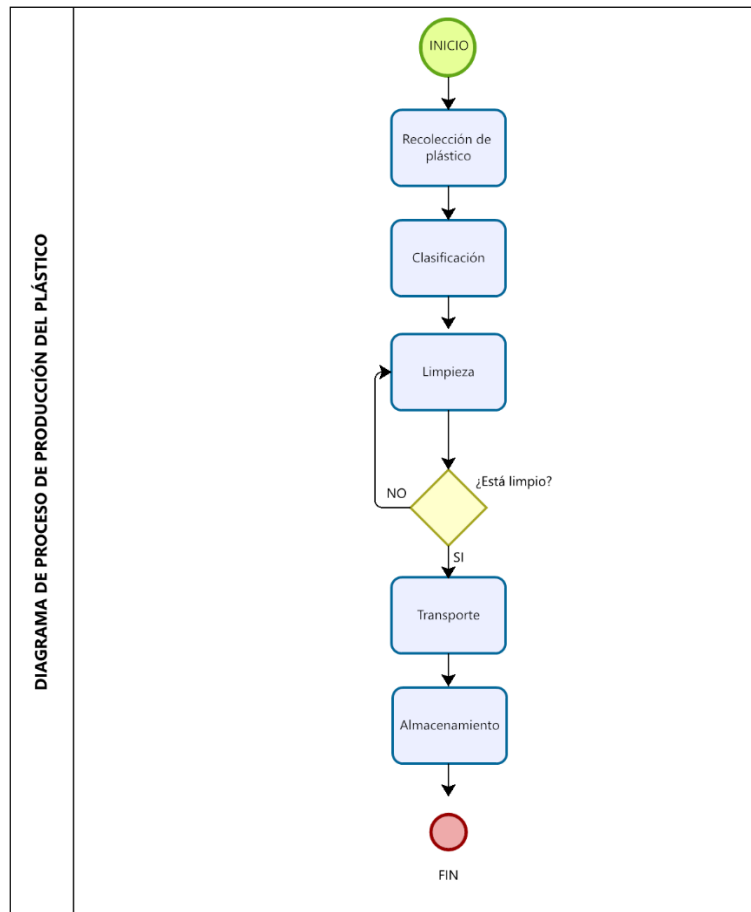 DIAGRAMA DE PROCESO DE PRODUCCIÓN DEL PLÁSTICO
INICIO
Recolección de
plástico
Clasificación
Limpieza
¿Está limpio?
NO
SI
Transporte
Almacenamiento
FIN